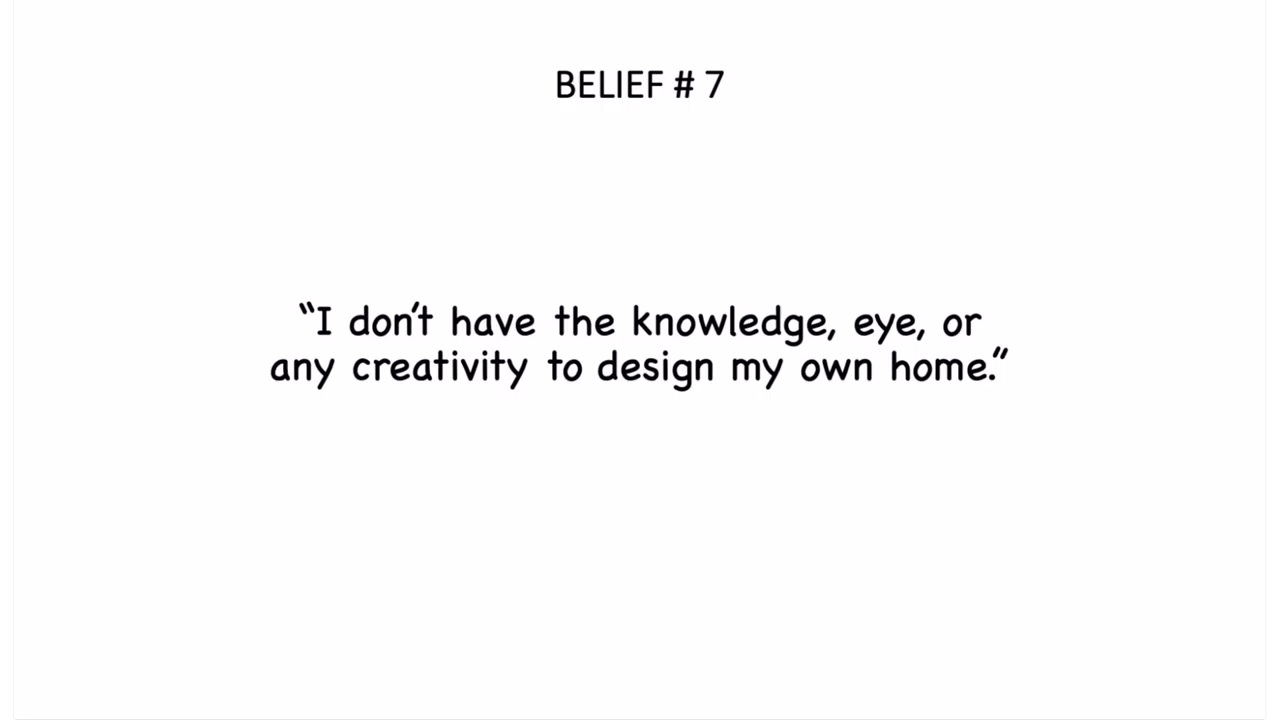 BELIEF # 7
“I don’t have the knowledge, eye, or
any creativity to design my own home.”